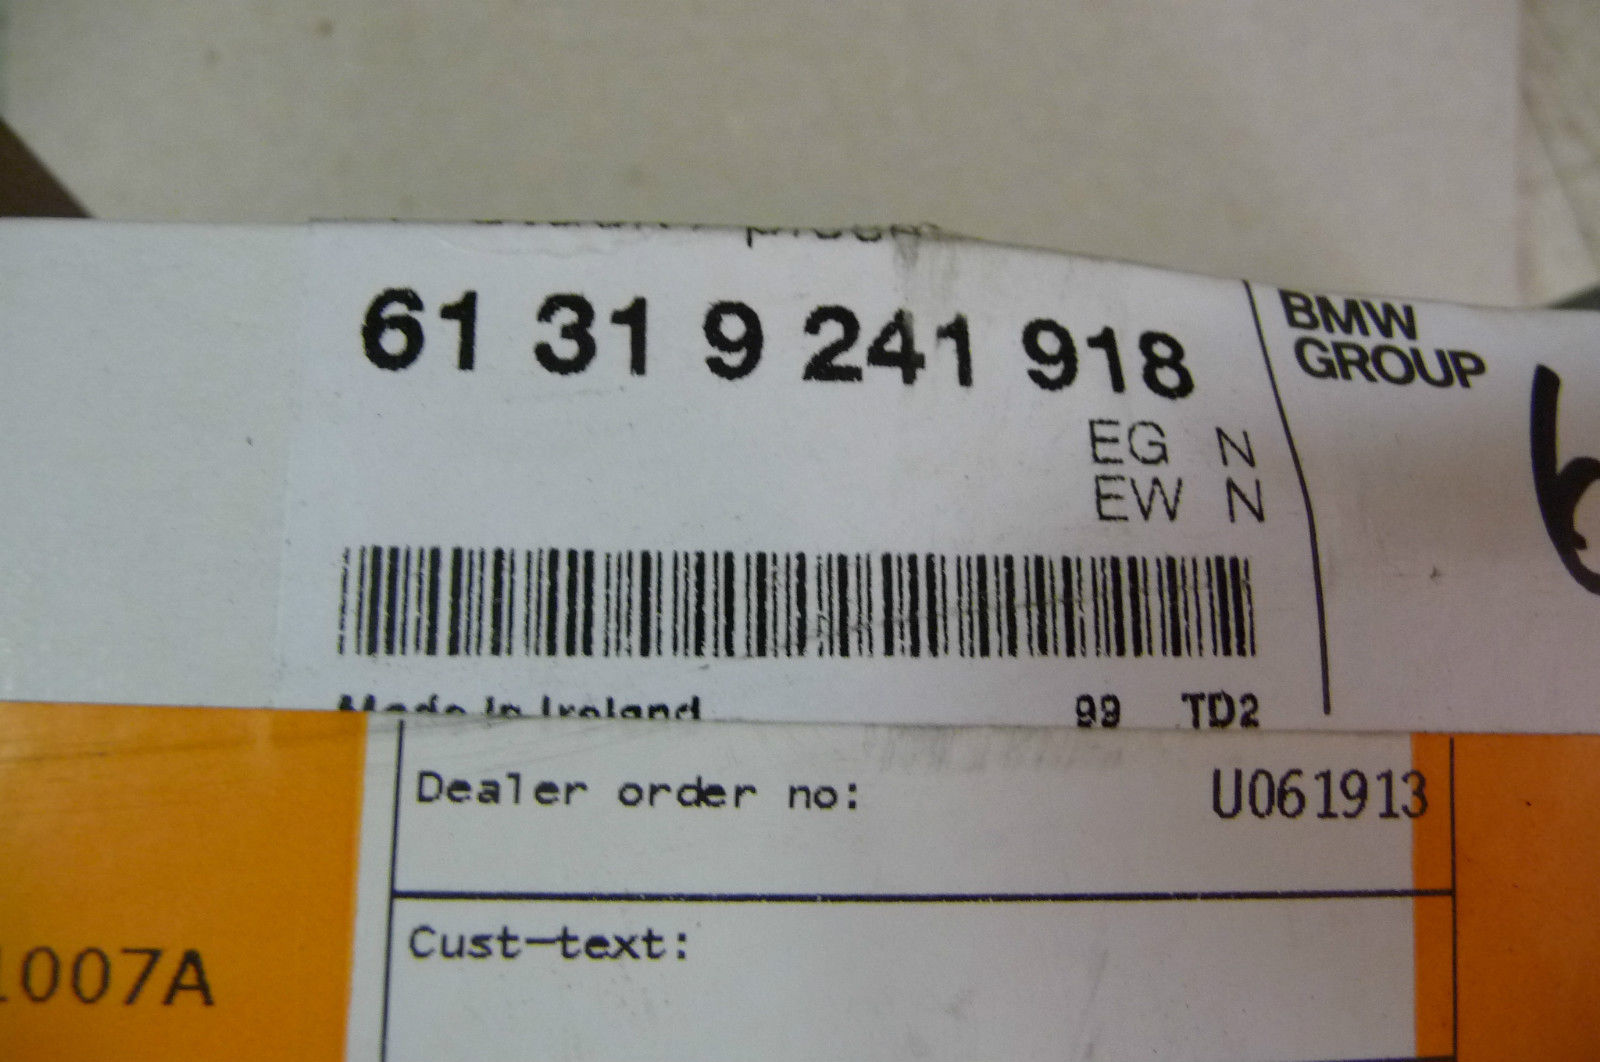 61 31 9 241 918
BMW
GROUP
EG N
EW N
Made in Ireland 99 TD2
Dealer order no: U061913
Cust-text:
1007A